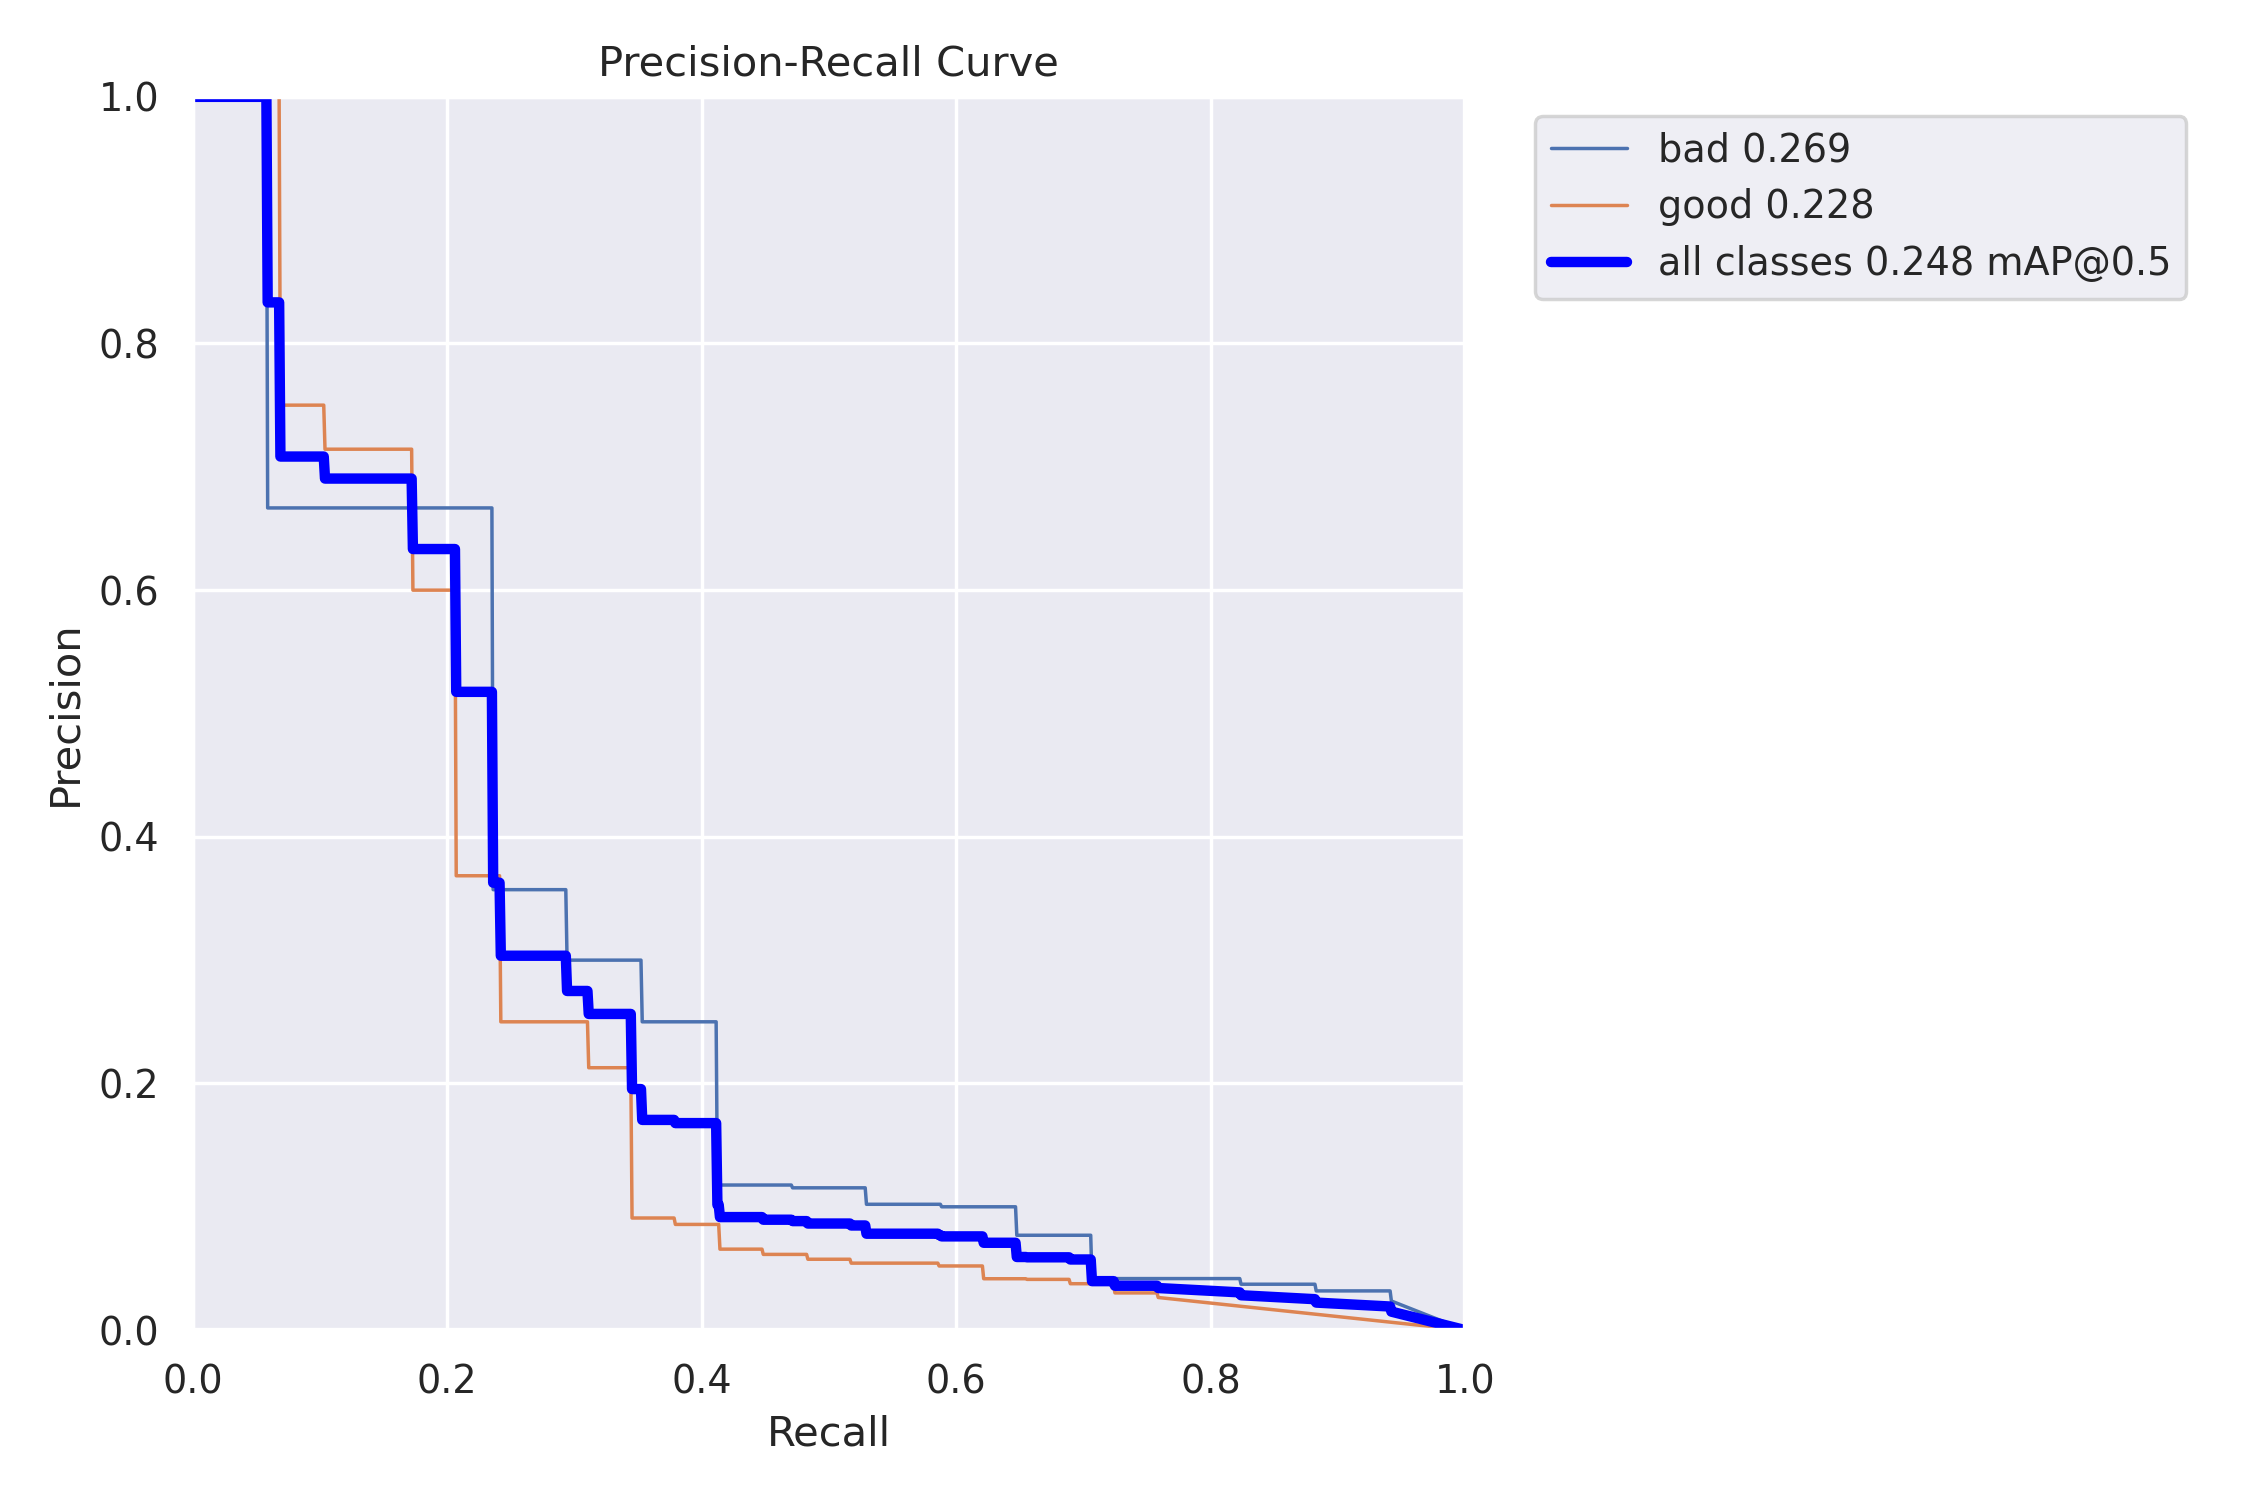 Precision-Recall Curve
1.0
0.8
0.6
0.4
0.2
0.0
Precision
0.0 0.2 0.4 0.6 0.8 1.0
Recall
bad 0.269
good 0.228
all classes 0.248 mAP@0.5